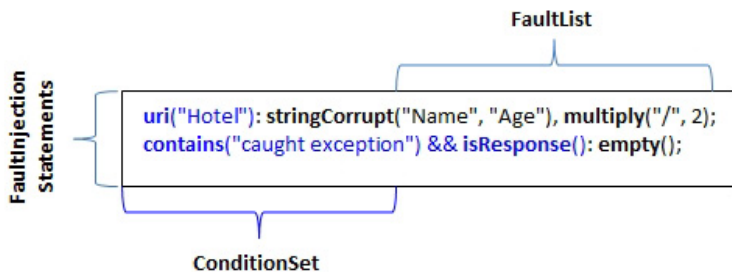 FaultList
FaultInjection
Statements
uri("Hotel"): stringCorrupt("Name", "Age"), multiply("/", 2);
contains("caught exception") && isResponse(): empty();
ConditionSet